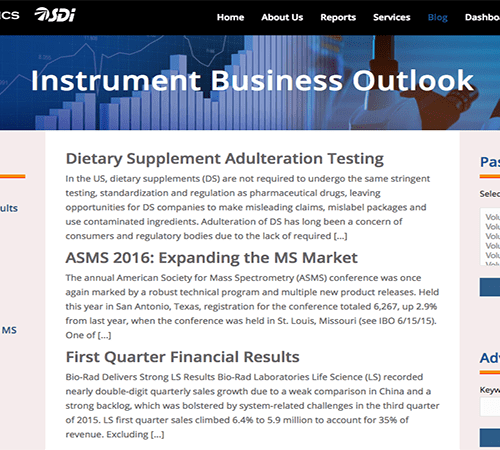 ICS SDi
Home About Us Reports Services Blog Dashbo
Instrument Business Outlook
Dietary Supplement Adulteration Testing
In the US, dietary supplements (DS) are not required to undergo the same stringent
testing, standardization and regulation as pharmaceutical drugs, leaving
opportunities for DS companies to make misleading claims, mislabel packages and
use contaminated ingredients. Adulteration of DS has long been a concern of
consumers and regulatory bodies due to the lack of required [...]
ASMS 2016: Expanding the MS Market
The annual American Society for Mass Spectrometry (ASMS) conference was once
again marked by a robust technical program and multiple new product releases. Held
this year in San Antonio, Texas, registration for the conference totaled 6,267, up 2.9%
from last year, when the conference was held in St. Louis, Missouri (see IBO 6/15/15).
One of [...]
First Quarter Financial Results
Bio-Rad Delivers Strong LS Results Bio-Rad Laboratories Life Science (LS) recorded
nearly double-digit quarterly sales growth due to a weak comparison in China and a
strong backlog, which was bolstered by system-related challenges in the third quarter
of 2015. LS first quarter sales climbed 6.4% to 5.9 million to account for 35% of
revenue. Excluding [...]
ults
MS
Pas
Selec
Volu
Volu
Volu
Volu
Volu
Adv
Keyw